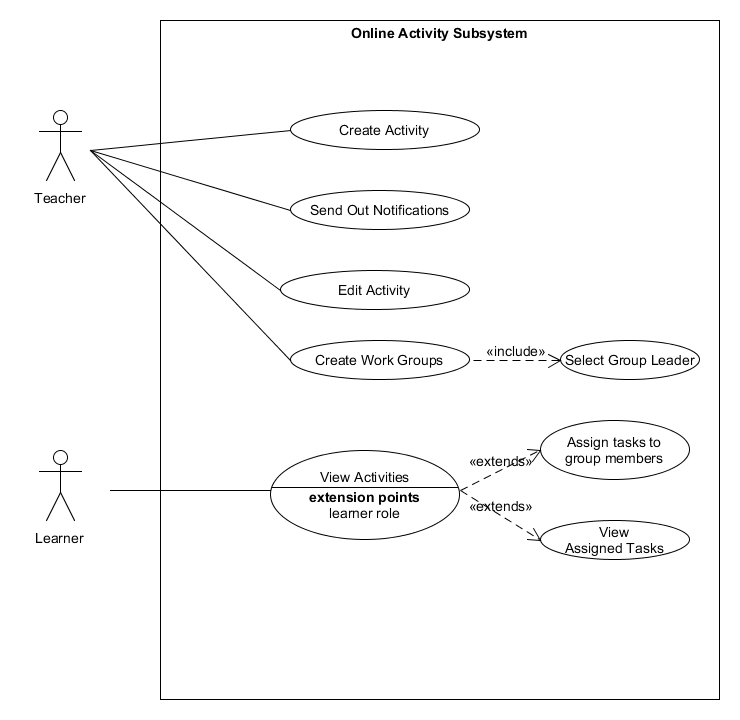 Online Activity Subsystem
Create Activity
Teacher
Send Out Notifications
Edit Activity
Create Work Groups
«include»
Select Group Leader
Assign tasks to
group members
«extends»
View Activities
extension points
learner role
«extends»
Learner
View
Assigned Tasks